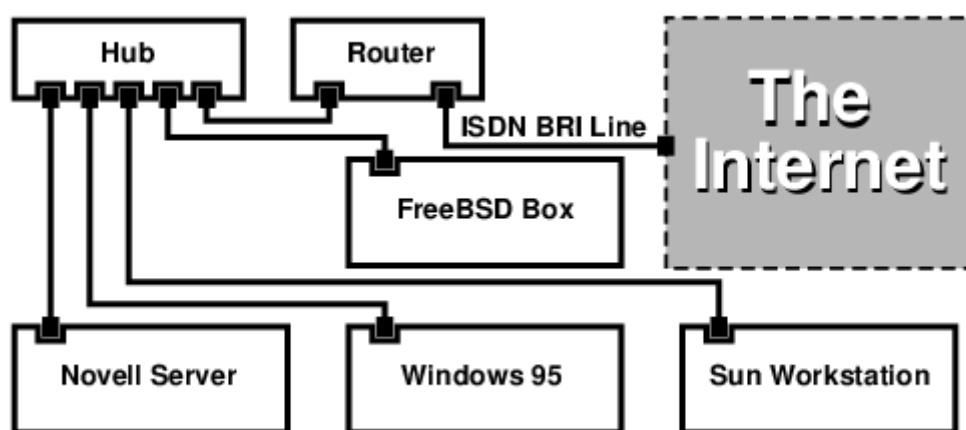 Hub
Router
The
Internet
ISDN BRI Line
FreeBSD Box
Novell Server
Windows 95
Sun Workstation